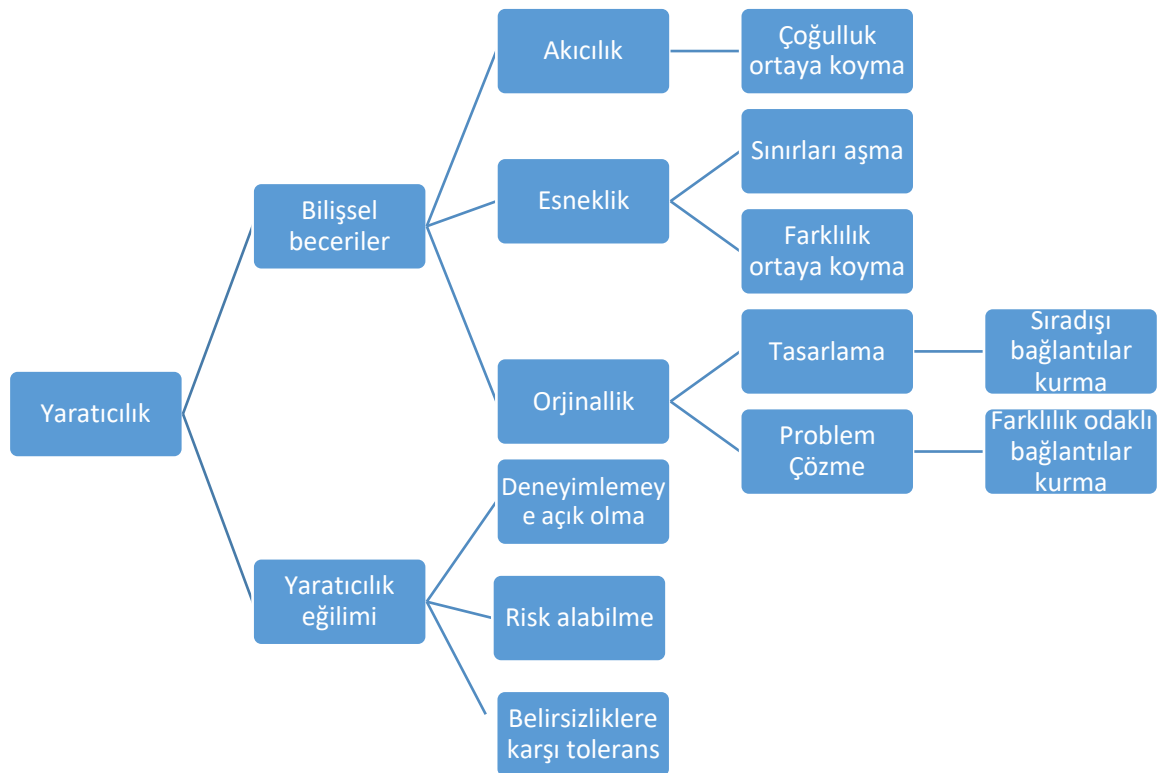 Yaratıcılık
Bilişsel
beceriler
Akıcılık
Çoğulluk
ortaya koyma
Esneklik
Sınırları aşma
Farklılık
ortaya koyma
Orjinallik
Tasarlama
Sıradışı
bağlantılar
kurma
Problem
Çözme
Farklılık odaklı
bağlantılar
kurma
Yaratıcılık
eğilimi
Deneyimlemey
e açık olma
Risk alabilme
Belirsizliklere
karşı tolerans